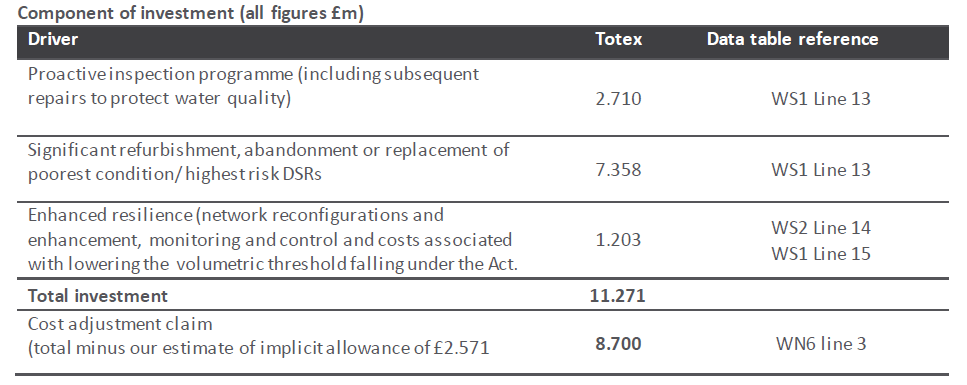 Component of investment (all figures £m)
Driver Totex Data table reference
Proactive inspection programme (including subsequent
repairs to protect water quality) 2.710 WS1 Line 13
Significant refurbishment, abandonment or replacement of
poorest condition/ highest risk DSRs 7.358 WS1 Line 13
Enhanced resilience (network reconfigurations and
enhancement, monitoring and control and costs associated
with lowering the volumetric threshold falling under the Act. 1.203 WS2 Line 14
WS1 Line 15
Total investment 11.271
Cost adjustment claim
(total minus our estimate of implicit allowance of £2.571 8.700 WN6 line 3